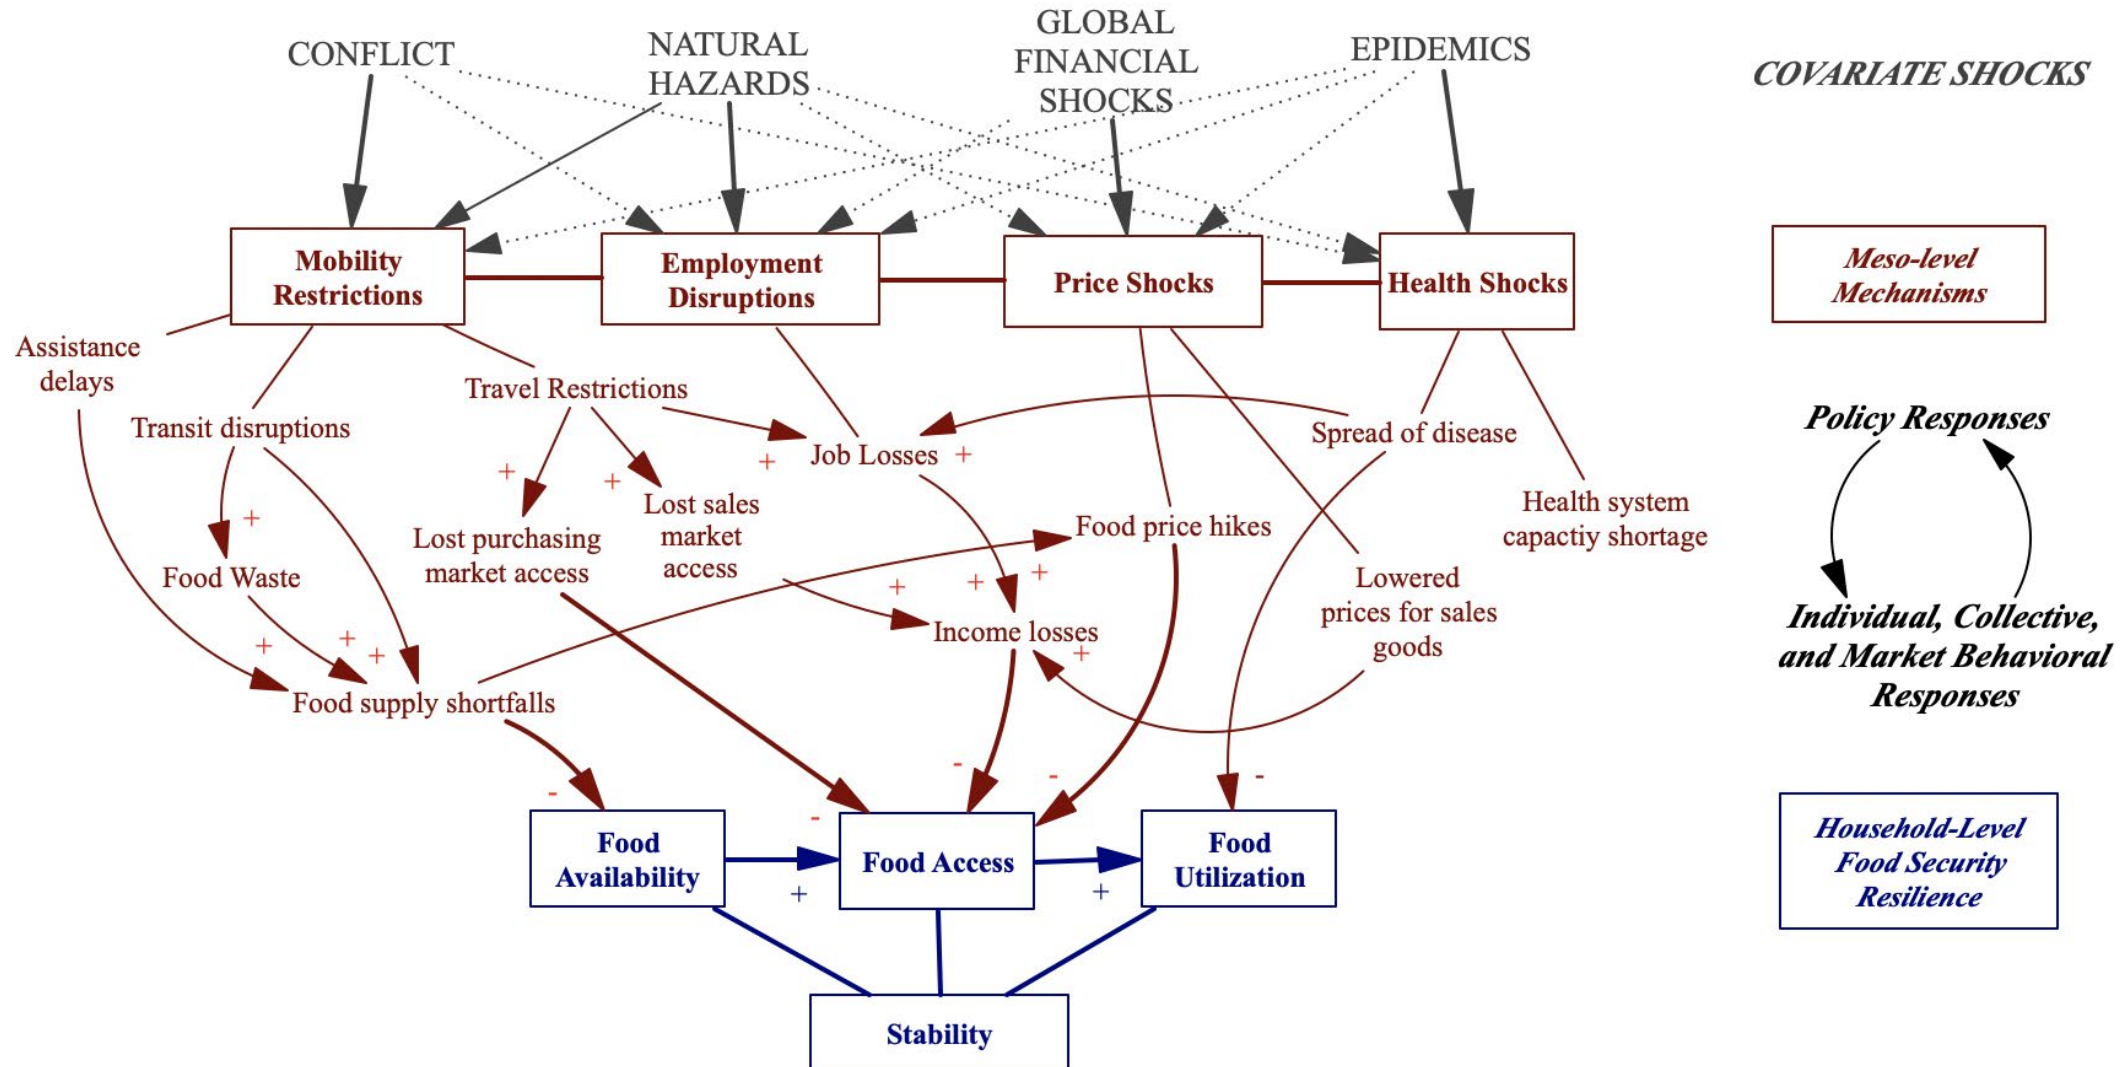 CONFLICT
NATURAL
HAZARDS
GLOBAL
FINANCIAL
SHOCKS
EPIDEMICS
COVARIATE SHOCKS
Mobility
Restrictions
Employment
Disruptions
Price Shocks
Health Shocks
Meso-level
Mechanisms
Assistance
delays
Transit disruptions
Travel Restrictions
Job Losses
Spread of disease
Policy Responses
+
+
+
+
Lost sales
market
access
Lost purchasing
market access
Food price hikes
Health system
capactiy shortage
+
Food Waste
+
+
+
Lowered
prices for sales
goods
Individual, Collective,
and Market Behavioral
Responses
+
+
+
Income losses
+
Food supply shortfalls
-
-
-
-
-
Food
Availability
+
Food Access
+
Food
Utilization
Household-Level
Food Security
Resilience
Stability